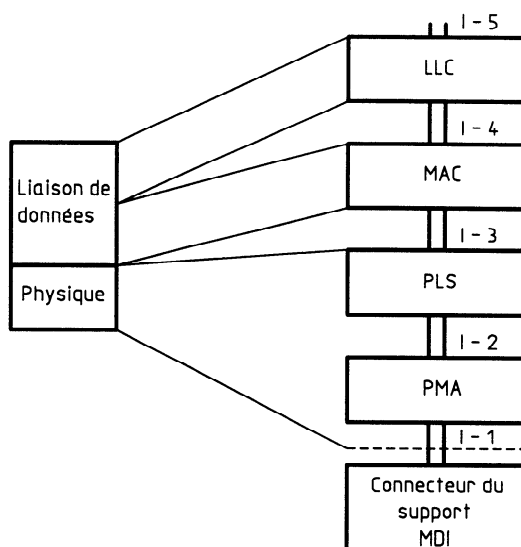 I-5
LLC
I-4
Liaison de
données
MAC
I-3
Physique
PLS
I-2
PMA
I-1
Connecteur du
support
MDI